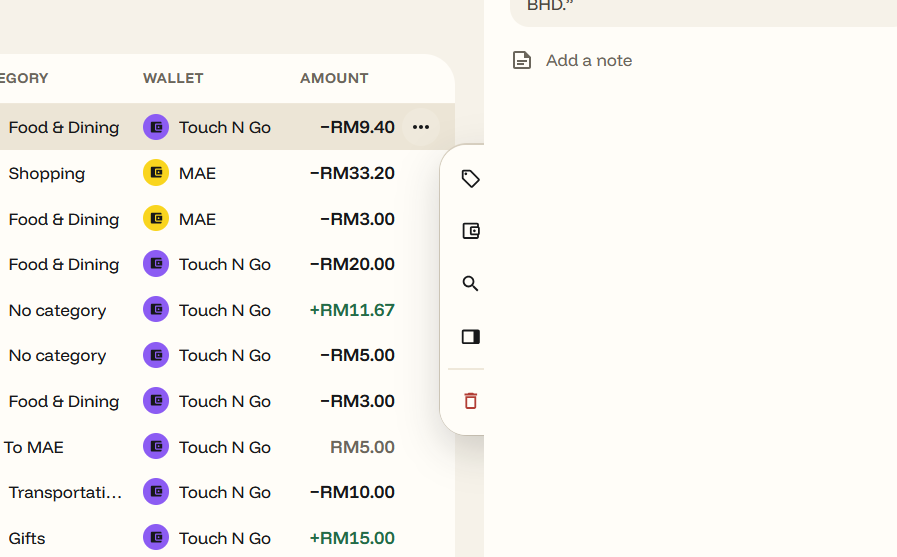 BHD.”
Add a note
EGORY WALLET AMOUNT
Food & Dining Touch N Go −RM9.40
Shopping MAE −RM33.20
Food & Dining MAE −RM3.00
Food & Dining Touch N Go −RM20.00
No category Touch N Go +RM11.67
No category Touch N Go −RM5.00
Food & Dining Touch N Go −RM3.00
To MAE Touch N Go RM5.00
Transportati... Touch N Go −RM10.00
Gifts Touch N Go +RM15.00